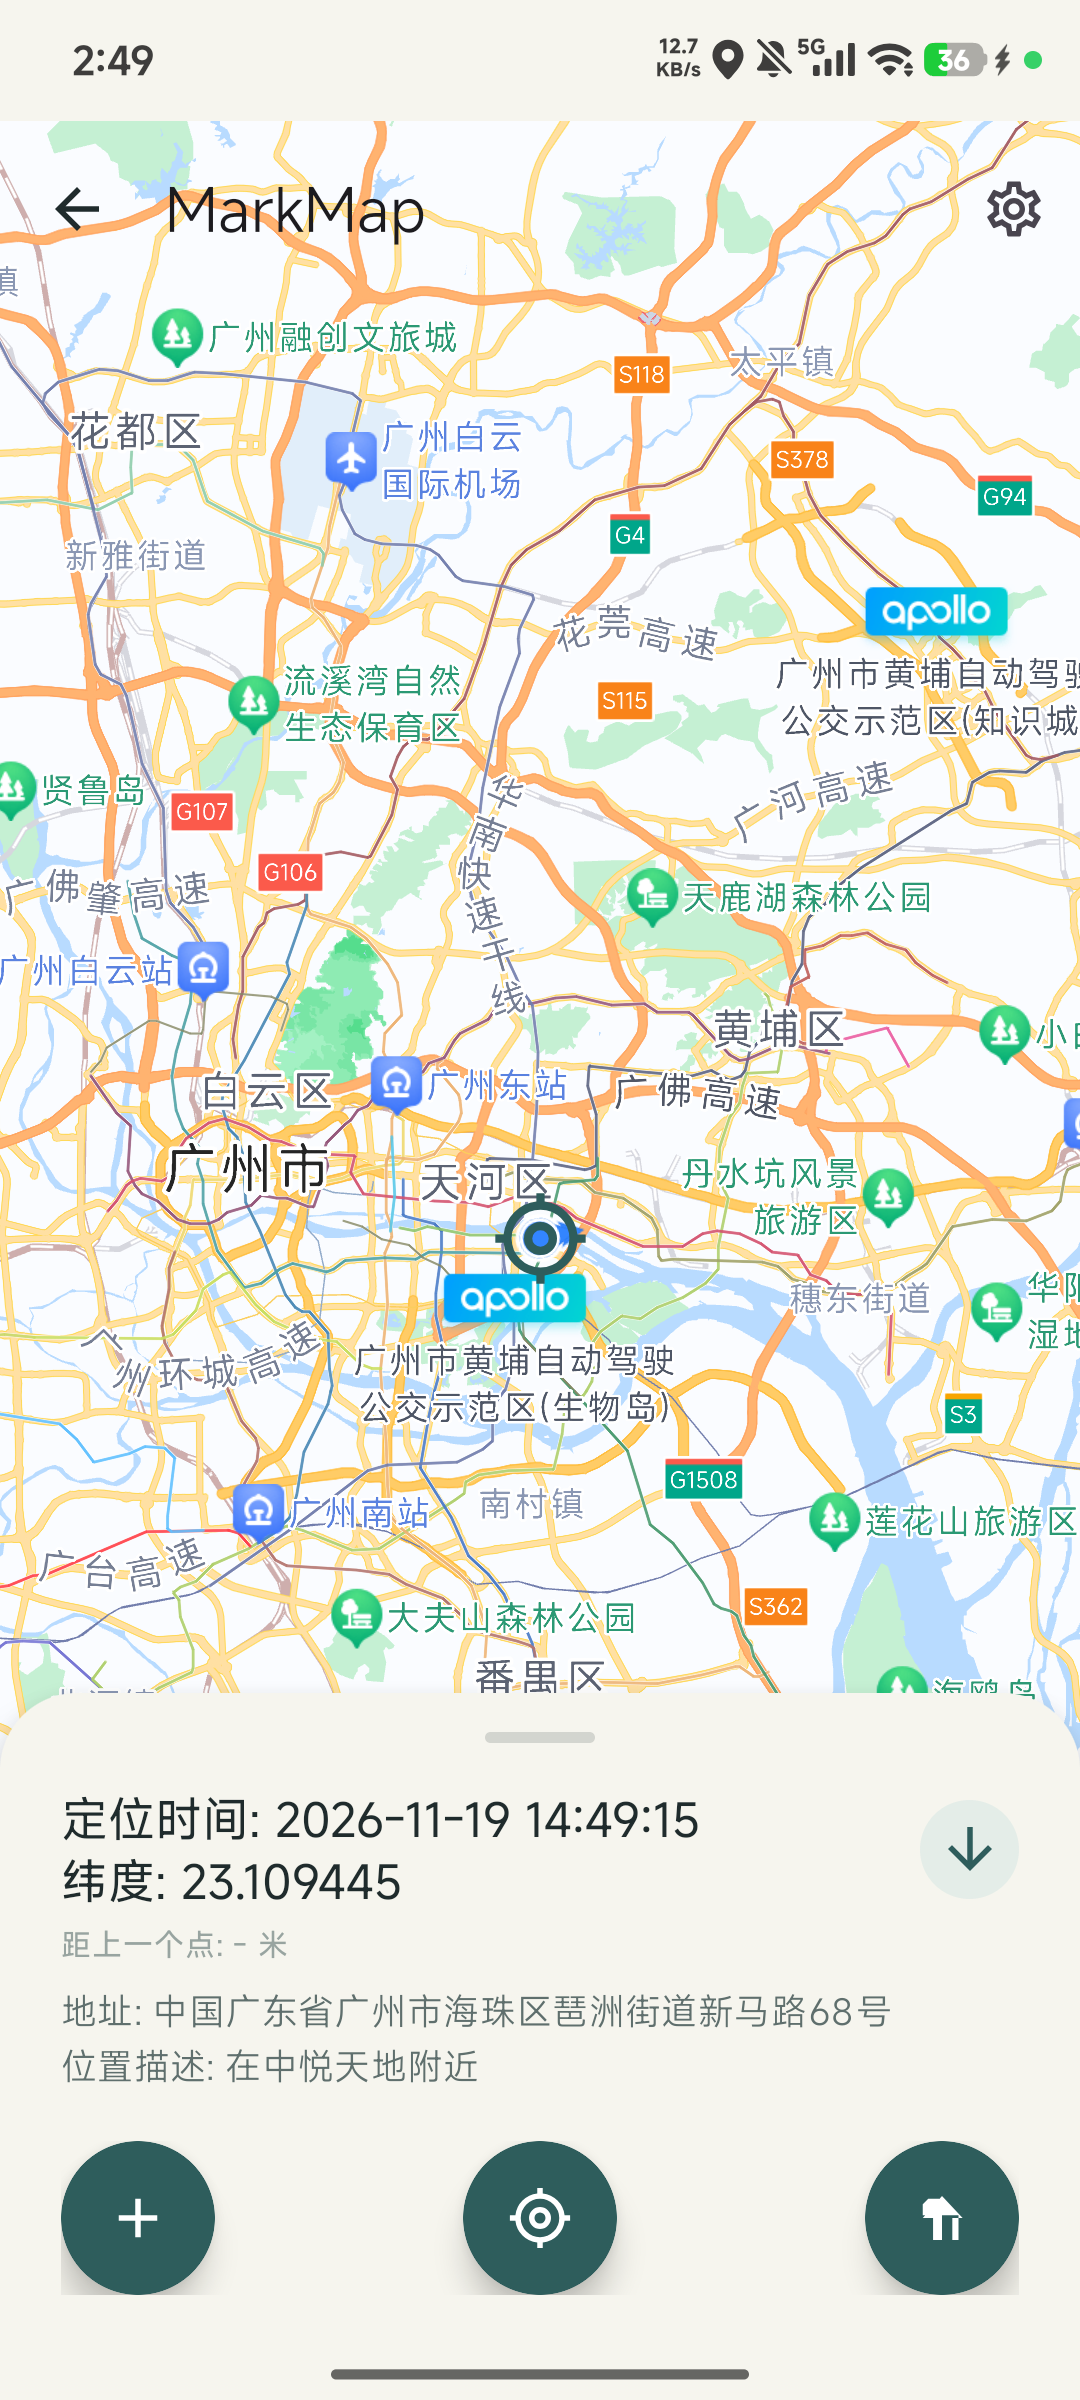 2:49
12.7
KB/s
5G
36
MarkMap
镇
广州融创文旅城
S118
太平镇
花都区
广州白云
国际机场
S378
G94
G4
新雅街道
apollo
花莞高速
广州市黄埔自动驾驶
公交示范区(知识城
流溪湾自然
生态保育区
S115
贤鲁岛
G107
华南快速干线
广河高速
G106
广佛肇高速
天鹿湖森林公园
广州白云站
黄埔区
小
白云区
广州东站
广佛高速
广州市
天河区
丹水坑风景
旅游区
apollo
穗东街道
华阳
湿地
广州环城高速
广州市黄埔自动驾驶
公交示范区(生物岛)
S3
G1508
广州南站
南村镇
莲花山旅游区
广台高速
S362
大夫山森林公园
番禺区
海鸥岛
定位时间: 2026-11-19 14:49:15
纬度: 23.109445
距上一个点: - 米
地址: 中国广东省广州市海珠区琶洲街道新马路68号
位置描述: 在中悦天地附近